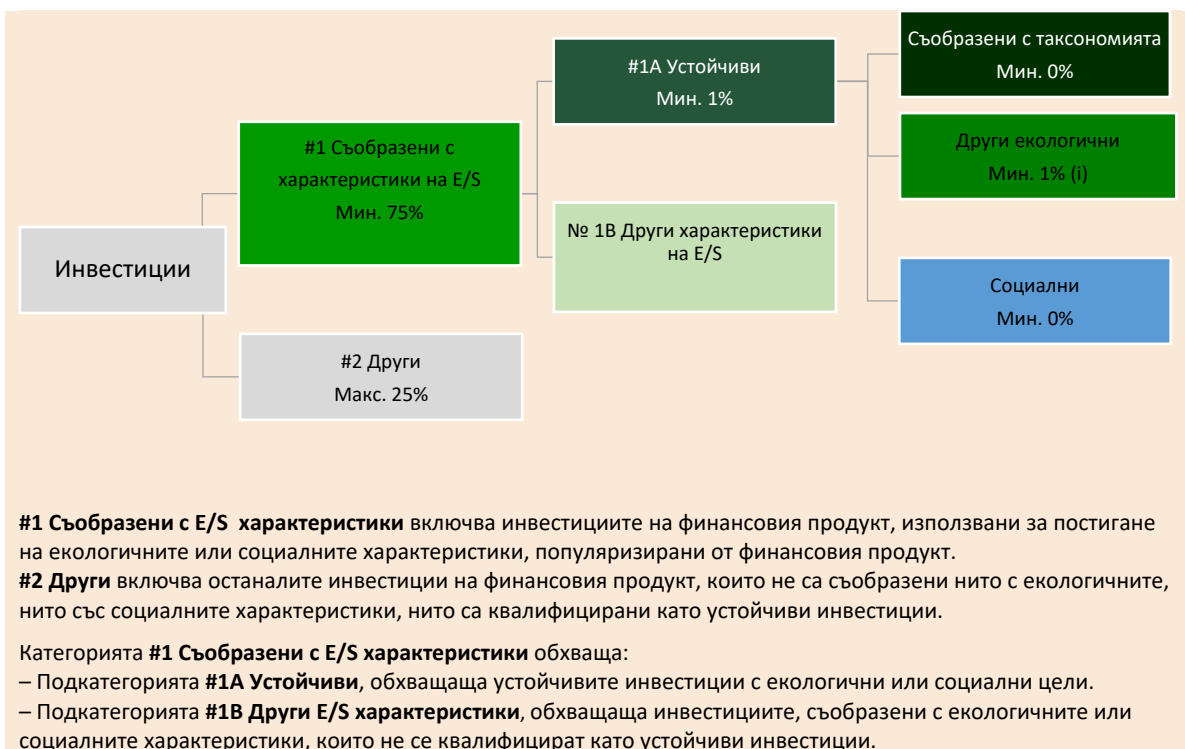 Инвестиции
#1 Съобразени с
характеристики на E/S
Мин. 75%
#2 Други
Макс. 25%
#1A Устойчиви
Мин. 1%
№ 1B Други характеристики
на E/S
Съобразени с таксономията
Мин. 0%
Други екологични
Мин. 1% (i)
Социални
Мин. 0%
#1 Съобразени с E/S характеристики включва инвестициите на финансовия продукт, използвани за постигане
на екологичните или социалните характеристики, популяризирани от финансовия продукт.
#2 Други включва останалите инвестиции на финансовия продукт, които не са съобразени нито с екологичните,
нито със социалните характеристики, нито са квалифицирани като устойчиви инвестиции.
Категорията #1 Съобразени с E/S характеристики обхваща:
– Подкатегорията #1A Устойчиви, обхващаща устойчивите инвестиции с екологични или социални цели.
– Подкатегорията #1B Други E/S характеристики, обхващаща инвестициите, съобразени с екологичните или
социалните характеристики, които не се квалифицират като устойчиви инвестиции.